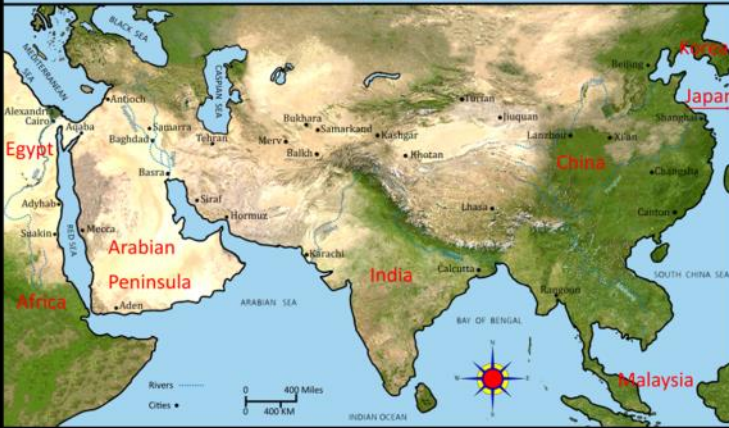 BLACK SEA
Korea
Beijing
MEDITERRANEAN
SEA
CASPIAN SEA
Antioch
Turfan
Japan
Alexandria
Cairo
Aqaba
Samarra
Bukhara
Samarkand
Jiuquan
Shanghai
Baghdad
Tehran
Merv
Kashgar
Lanzhou
Xi'an
Egypt
Balkh
Khotan
China
Basra
Changsha
Adyhab
Siraf
Lhasa
Hormuz
Canton
Suakin
RED SEA
Mecca
Arabian
Peninsula
Karachi
India
Calcutta
SOUTH CHINA SEA
Africa
Aden
ARABIAN SEA
Rangoon
BAY OF BENGAL
N
Malaysia
W
E
Rivers
0 400 Miles
Cities
0
400 KM
S
INDIAN OCEAN